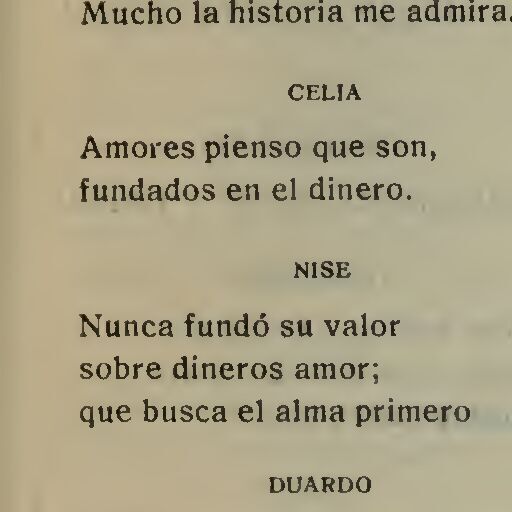 Mucho la historia me admira.
CELIA
Amores pienso que son,
fundados en el dinero.
NISE
Nunca fundó su valor
sobre dineros amor;
que busca el alma primero
DUARDO